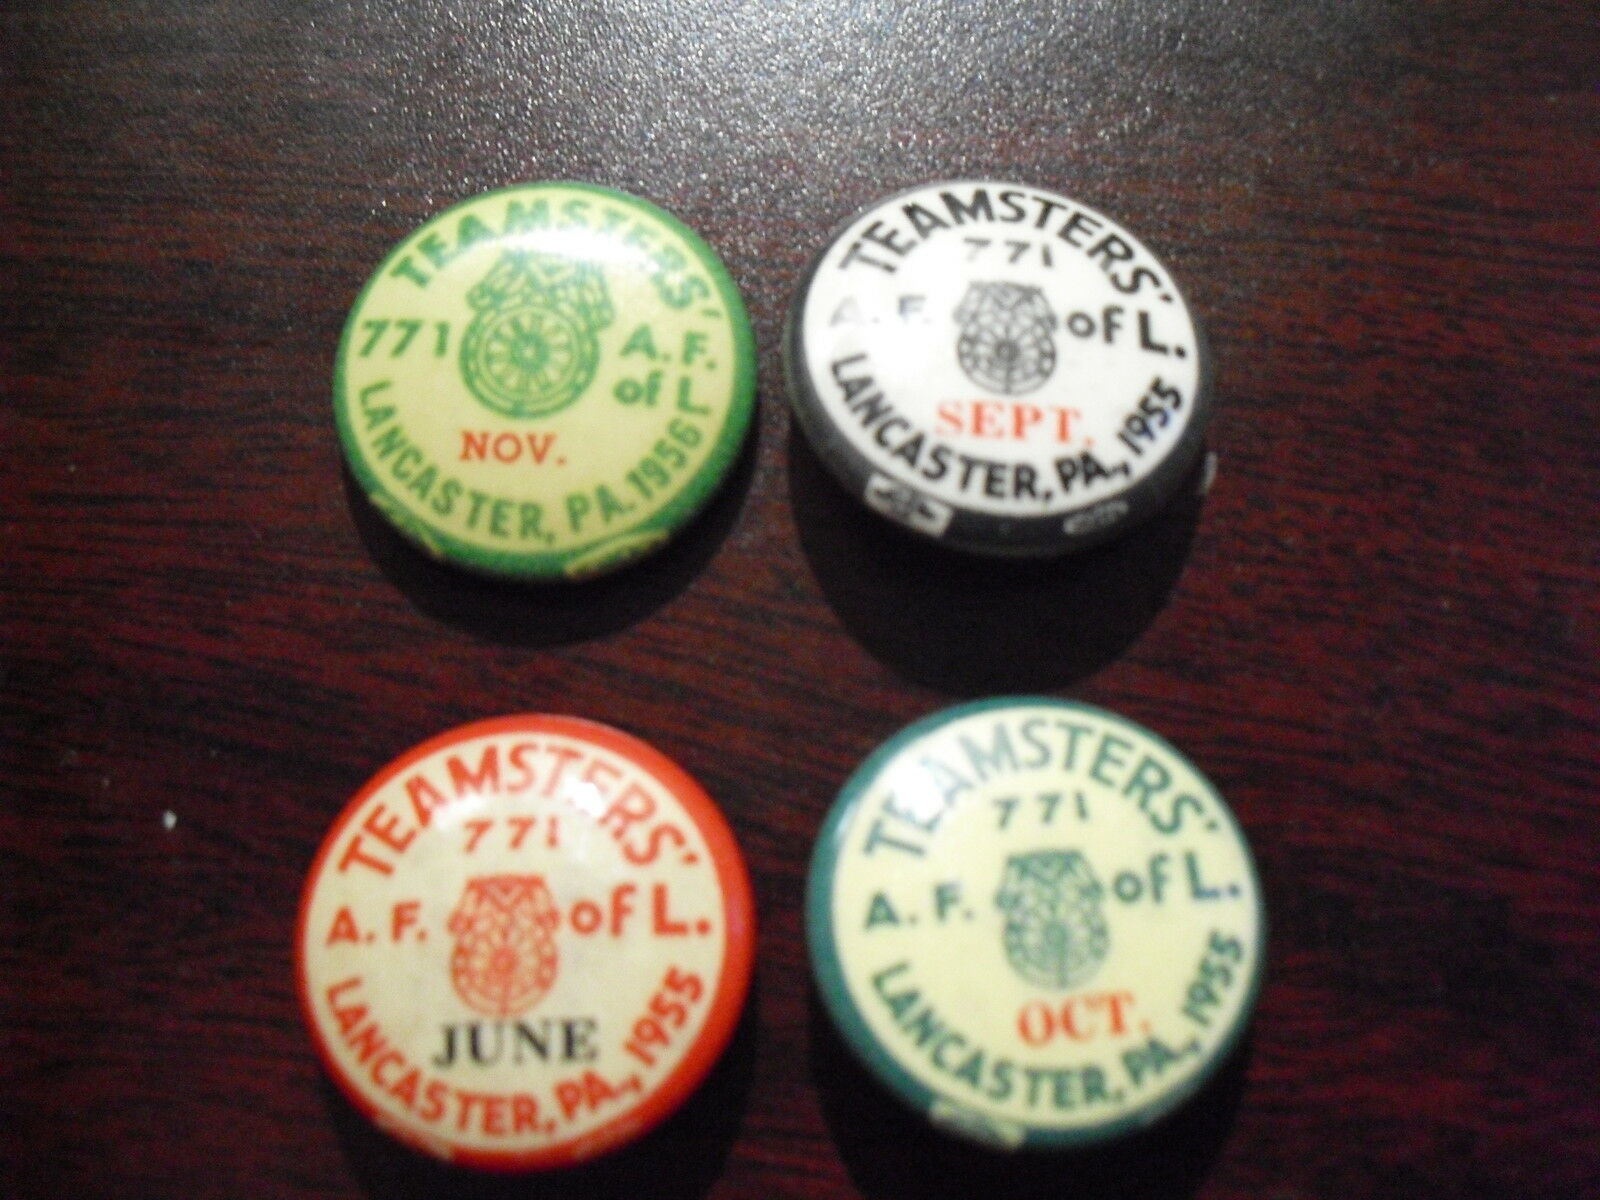 TEAMSTERS'
771
A. F.
of L
NOV.
LANCASTER, PA. 1956
TEAMSTERS'
771
A. F. of L.
SEPT.
LANCASTER, PA., 1955
TEAMSTERS'
771
A. F. of L.
JUNE
LANCASTER, PA., 1955
TEAMSTERS'
771
A. F. of L.
OCT.
LANCASTER, PA., 1955